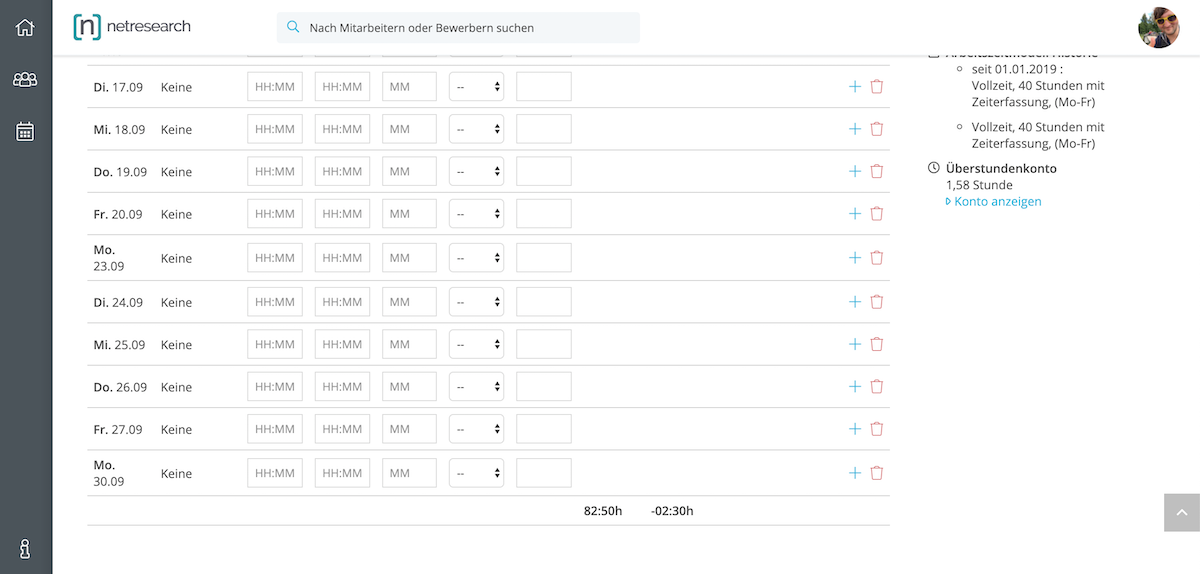 [n] netresearch
Nach Mitarbeitern oder Bewerbern suchen
Di. 17.09 Keine HH:MM HH:MM MM --
Mi. 18.09 Keine HH:MM HH:MM MM --
Do. 19.09 Keine HH:MM HH:MM MM --
Fr. 20.09 Keine HH:MM HH:MM MM --
Mo.
23.09 Keine HH:MM HH:MM MM --
Di. 24.09 Keine HH:MM HH:MM MM --
Mi. 25.09 Keine HH:MM HH:MM MM --
Do. 26.09 Keine HH:MM HH:MM MM --
Fr. 27.09 Keine HH:MM HH:MM MM --
Mo.
30.09 Keine HH:MM HH:MM MM --
82:50h -02:30h
Arbeitszeitmodell Historie
seit 01.01.2019 :
Vollzeit, 40 Stunden mit
Zeiterfassung, (Mo-Fr)
Vollzeit, 40 Stunden mit
Zeiterfassung, (Mo-Fr)
Überstundenkonto
1,58 Stunde
Konto anzeigen